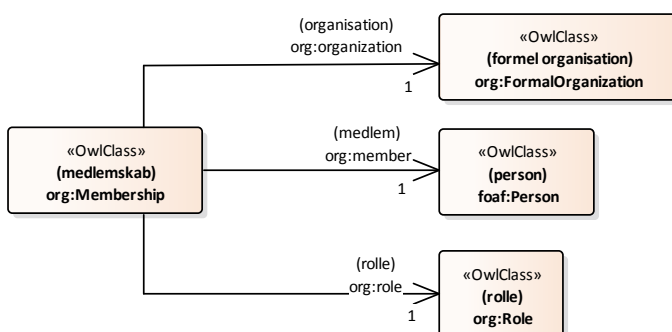 (organisation)
org:organization
1
«OwlClass»
(formel organisation)
org:FormalOrganization
«OwlClass»
(medlemskab)
org:Membership
(medlem)
org:member
1
«OwlClass»
(person)
foaf:Person
(rolle)
org:role
1
«OwlClass»
(rolle)
org:Role